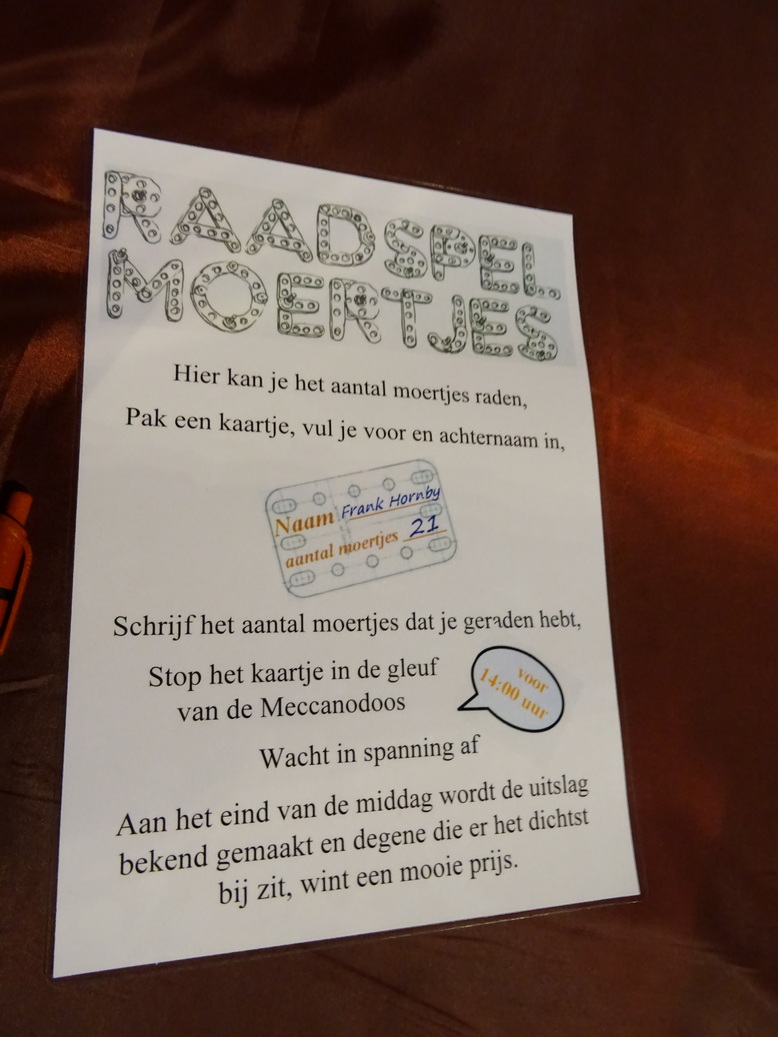 RAADSPEL
MOERTJES
Hier kan je het aantal moertjes raden,
Pak een kaartje, vul je voor en achternaam in,
Naam Frank Hornby
aantal moertjes 21
Schrijf het aantal moertjes dat je geraden hebt,
Stop het kaartje in de gleuf
van de Meccanodoos
voor
14:00 uur
Wacht in spanning af
Aan het eind van de middag wordt de uitslag
bekend gemaakt en degene die er het dichtst
bij zit, wint een mooie prijs.